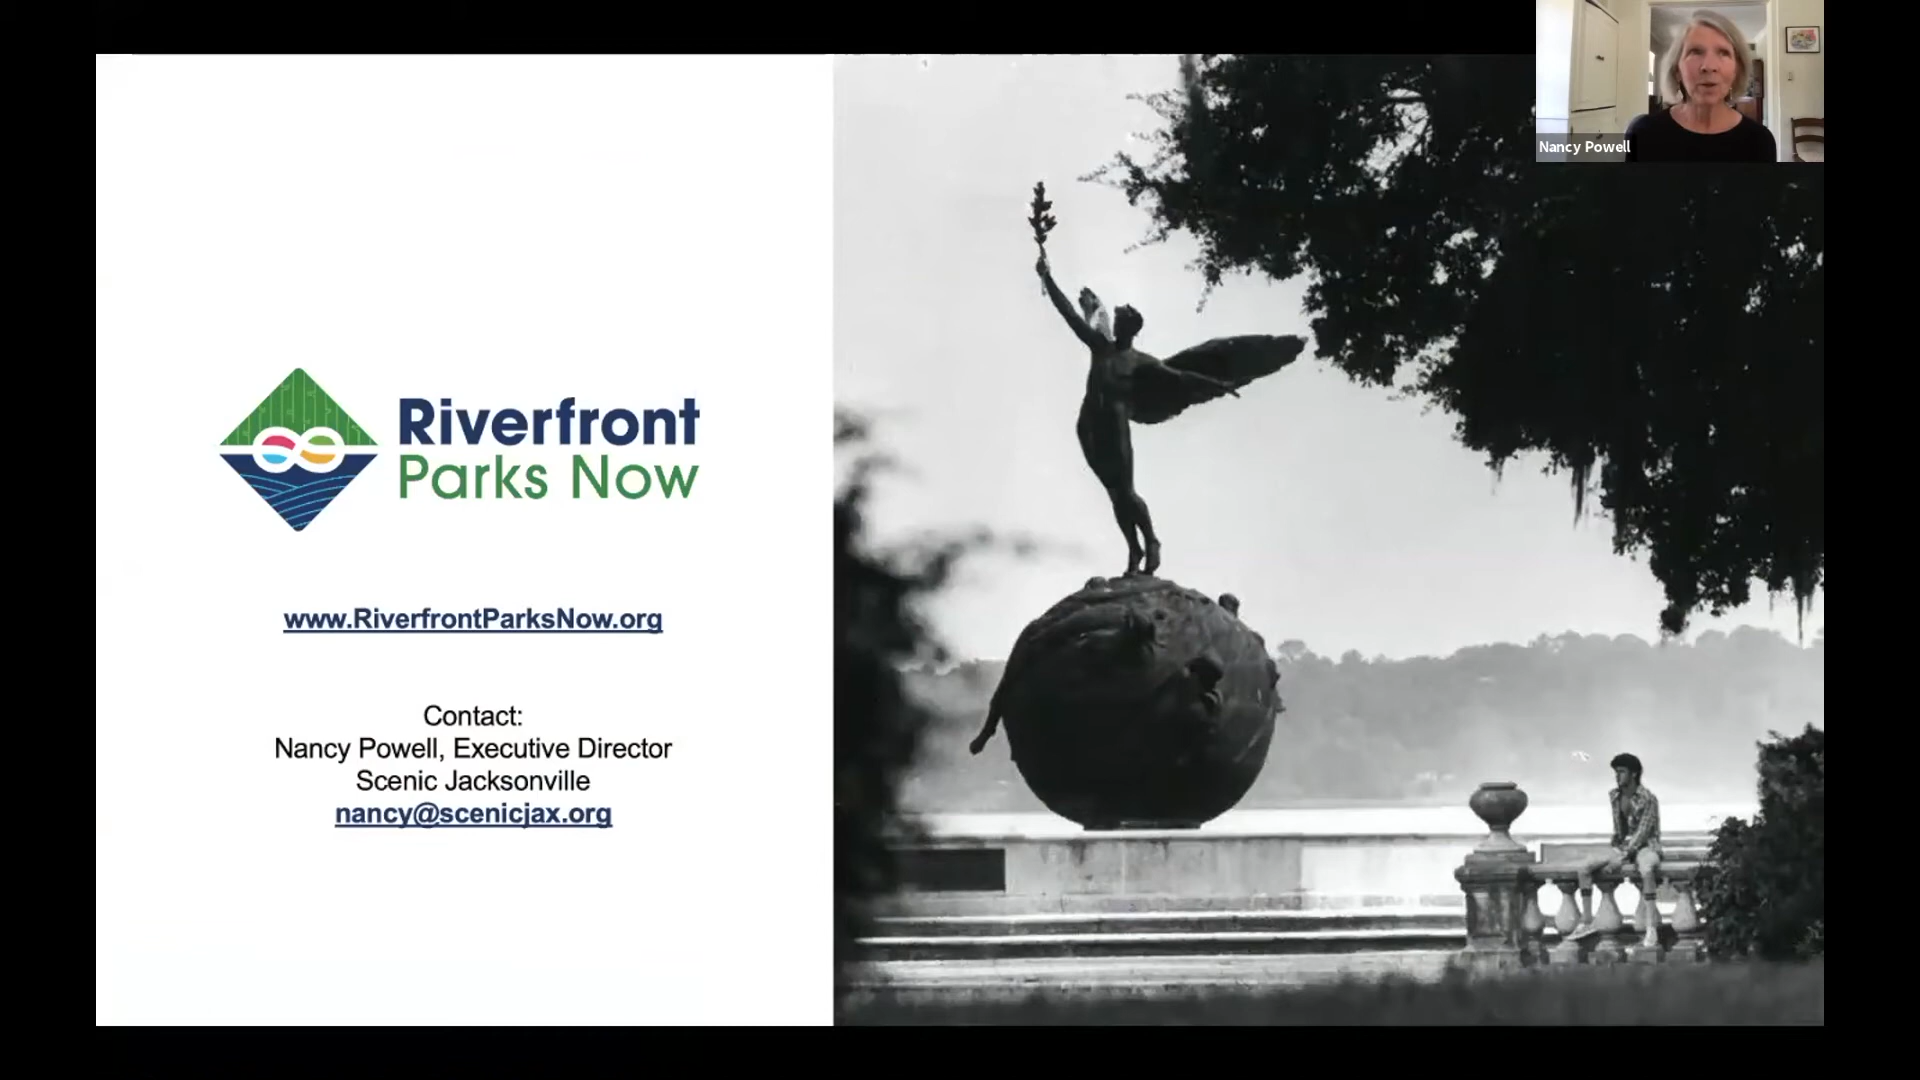 Nancy Powell
Riverfront
Parks Now
www.RiverfrontParksNow.org
Contact:
Nancy Powell, Executive Director
Scenic Jacksonville
nancy@scenicjax.org